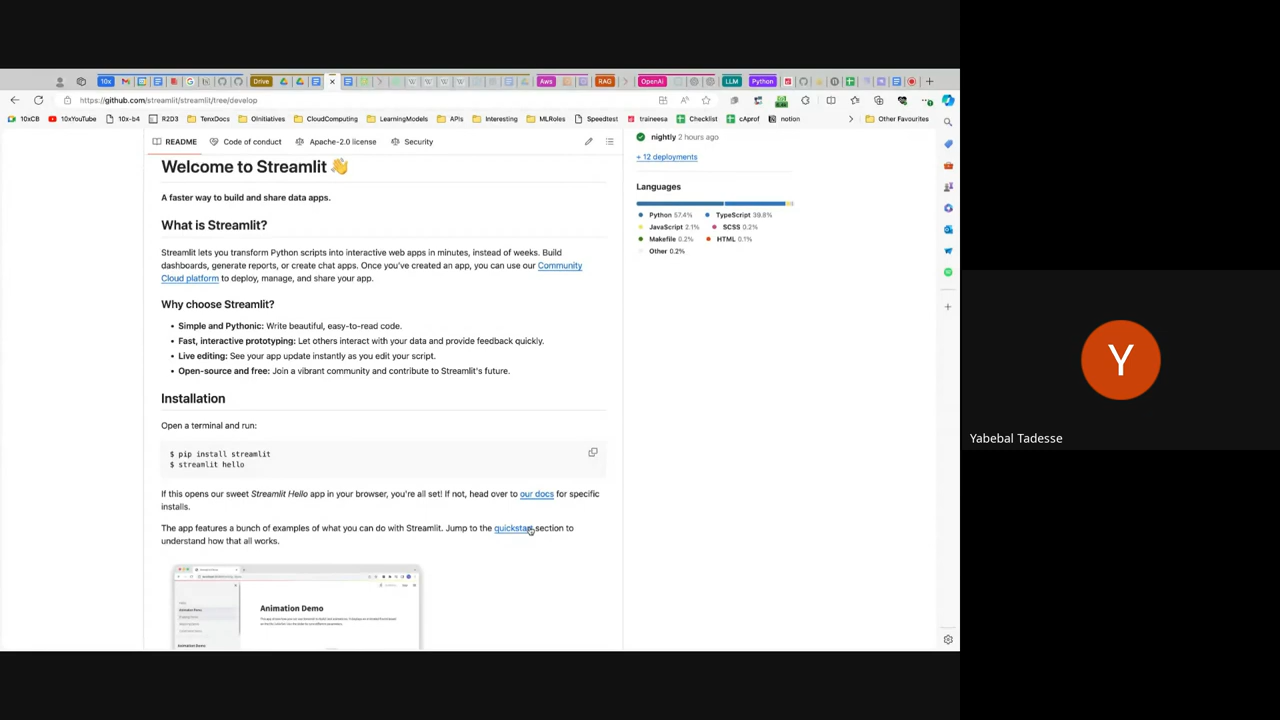 10x
Drive
Aws
RAG
OpenAI
LLM
Python
https://github.com/streamlit/streamlit/tree/develop
10xCB
10xYouTube
10x-b4
R2D3
TenxDocs
OInitiatives
CloudComputing
LearningModels
APIs
Interesting
MLRoles
Speedtest
traineesa
Checklist
cAprof
notion
Other Favourites
README
Code of conduct
Apache-2.0 license
Security
Welcome to Streamlit 👋
A faster way to build and share data apps.
What is Streamlit?
Streamlit lets you transform Python scripts into interactive web apps in minutes, instead of weeks. Build
dashboards, generate reports, or create chat apps. Once you've created an app, you can use our Community
Cloud platform to deploy, manage, and share your app.
Why choose Streamlit?
• Simple and Pythonic: Write beautiful, easy-to-read code.
• Fast, interactive prototyping: Let others interact with your data and provide feedback quickly.
• Live editing: See your app update instantly as you edit your script.
• Open-source and free: Join a vibrant community and contribute to Streamlit's future.
Installation
Open a terminal and run:
$ pip install streamlit
$ streamlit hello
If this opens our sweet Streamlit Hello app in your browser, you're all set! If not, head over to our docs for specific
installs.
The app features a bunch of examples of what you can do with Streamlit. Jump to the quickstart section to
understand how that all works.
Animation Demo
nightly 2 hours ago
+ 12 deployments
Languages
Python 57.4%
TypeScript 39.8%
JavaScript 2.1%
SCSS 0.2%
Makefile 0.2%
HTML 0.1%
Other 0.2%
Y
Yabebal Tadesse